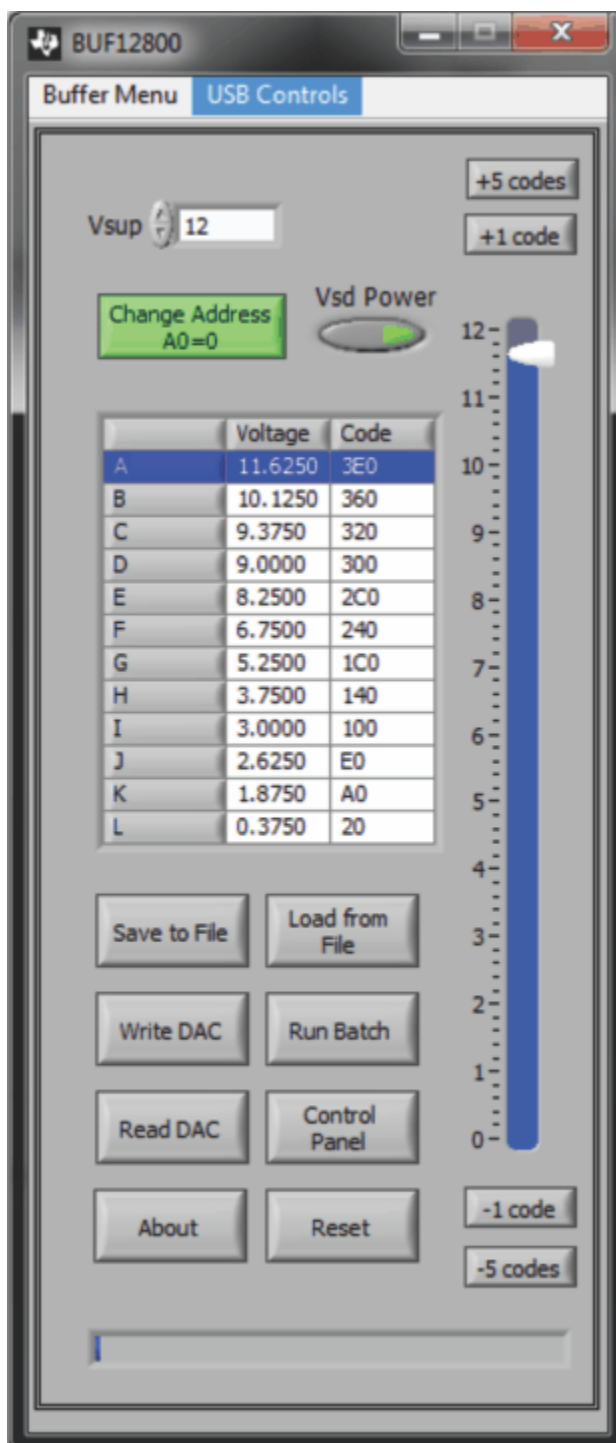 BUF12800
Buffer Menu USB Controls
+5 codes
Vsup 12
+1 code
Change Address
A0=0
Vsd Power
12
11
10
9
8
7
6
5
4
3
2
1
0
Voltage Code
A 11.6250 3E0
B 10.1250 360
C 9.3750 320
D 9.0000 300
E 8.2500 2C0
F 6.7500 240
G 5.2500 1C0
H 3.7500 140
I 3.0000 100
J 2.6250 E0
K 1.8750 A0
L 0.3750 20
Save to File
Load from
File
Write DAC
Run Batch
Read DAC
Control
Panel
About
Reset
-1 code
-5 codes